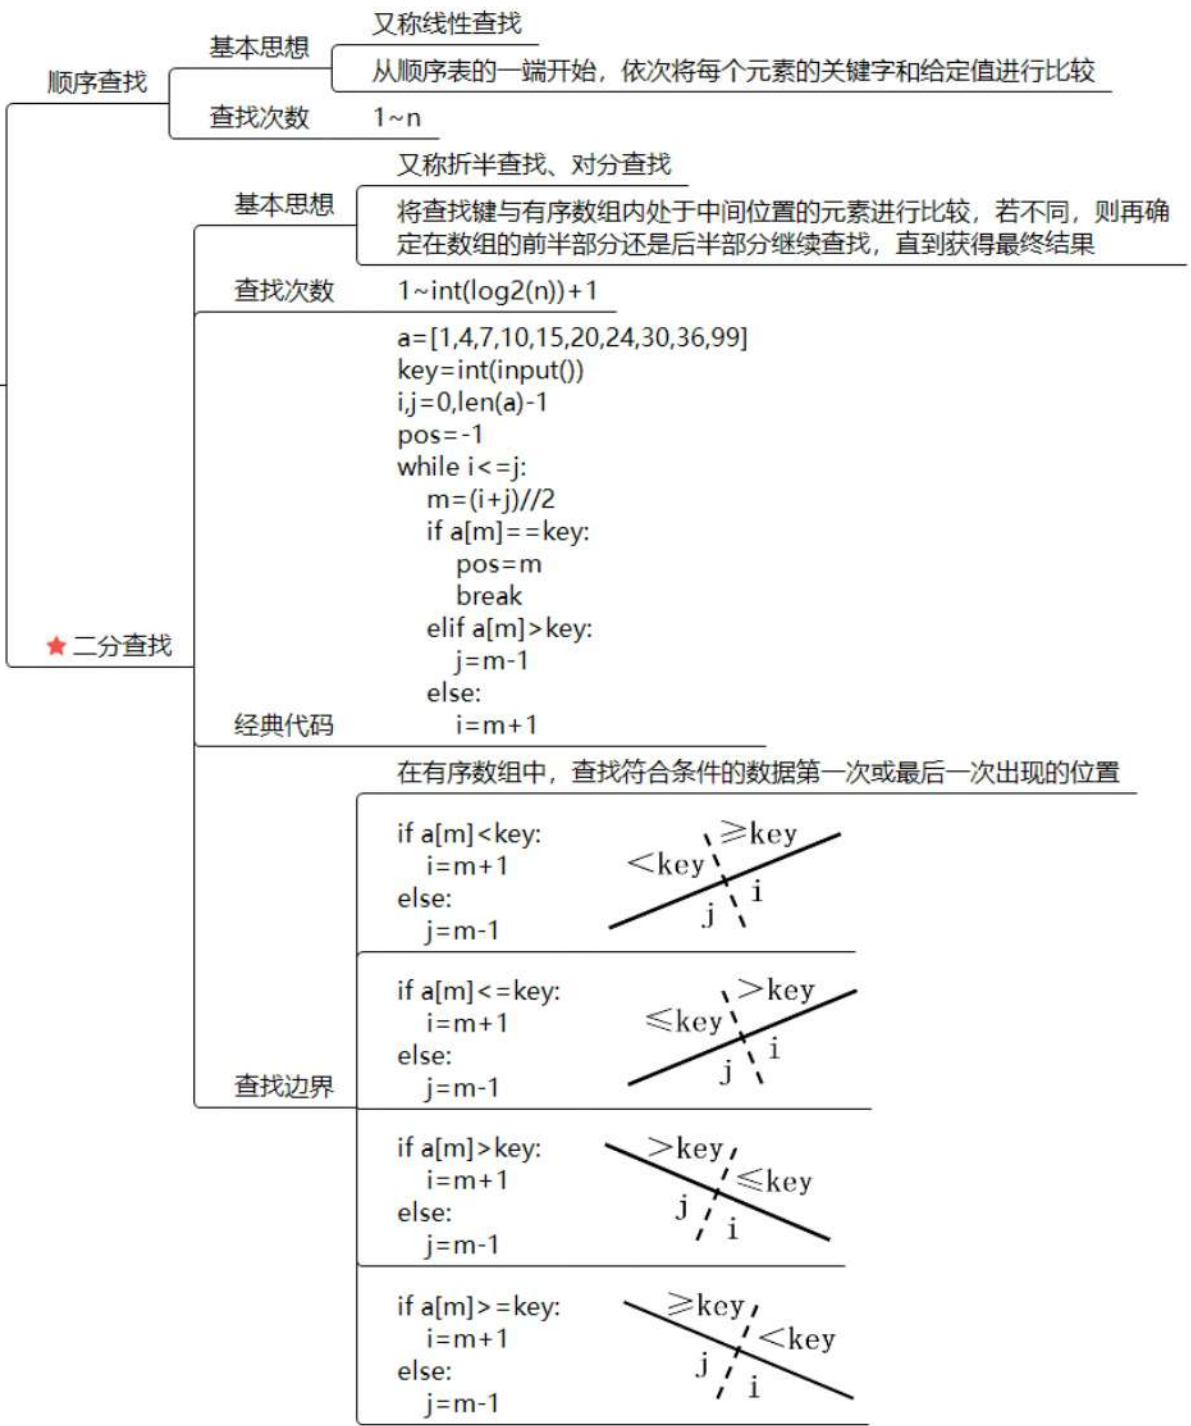 顺序查找
基本思想
又称线性查找
从顺序表的一端开始，依次将每个元素的关键字和给定值进行比较
查找次数
1~n
★二分查找
基本思想
又称折半查找、对分查找
将查找键与有序数组内处于中间位置的元素进行比较，若不同，则再确
定在数组的前半部分还是后半部分继续查找，直到获得最终结果
查找次数
1~int(log2(n))+1
经典代码
a=[1,4,7,10,15,20,24,30,36,99]
key=int(input())
i,j=0,len(a)-1
pos=-1
while i<=j:
    m=(i+j)//2
    if a[m]==key:
        pos=m
        break
    elif a[m]>key:
        j=m-1
    else:
        i=m+1
查找边界
在有序数组中，查找符合条件的数据第一次或最后一次出现的位置
if a[m]<key:
    i=m+1
else:
    j=m-1
≥key
<key
i
j
if a[m]<=key:
    i=m+1
else:
    j=m-1
>key
≤key
i
j
if a[m]>key:
    i=m+1
else:
    j=m-1
>key
≤key
j
i
if a[m]>=key:
    i=m+1
else:
    j=m-1
≥key
<key
j
i